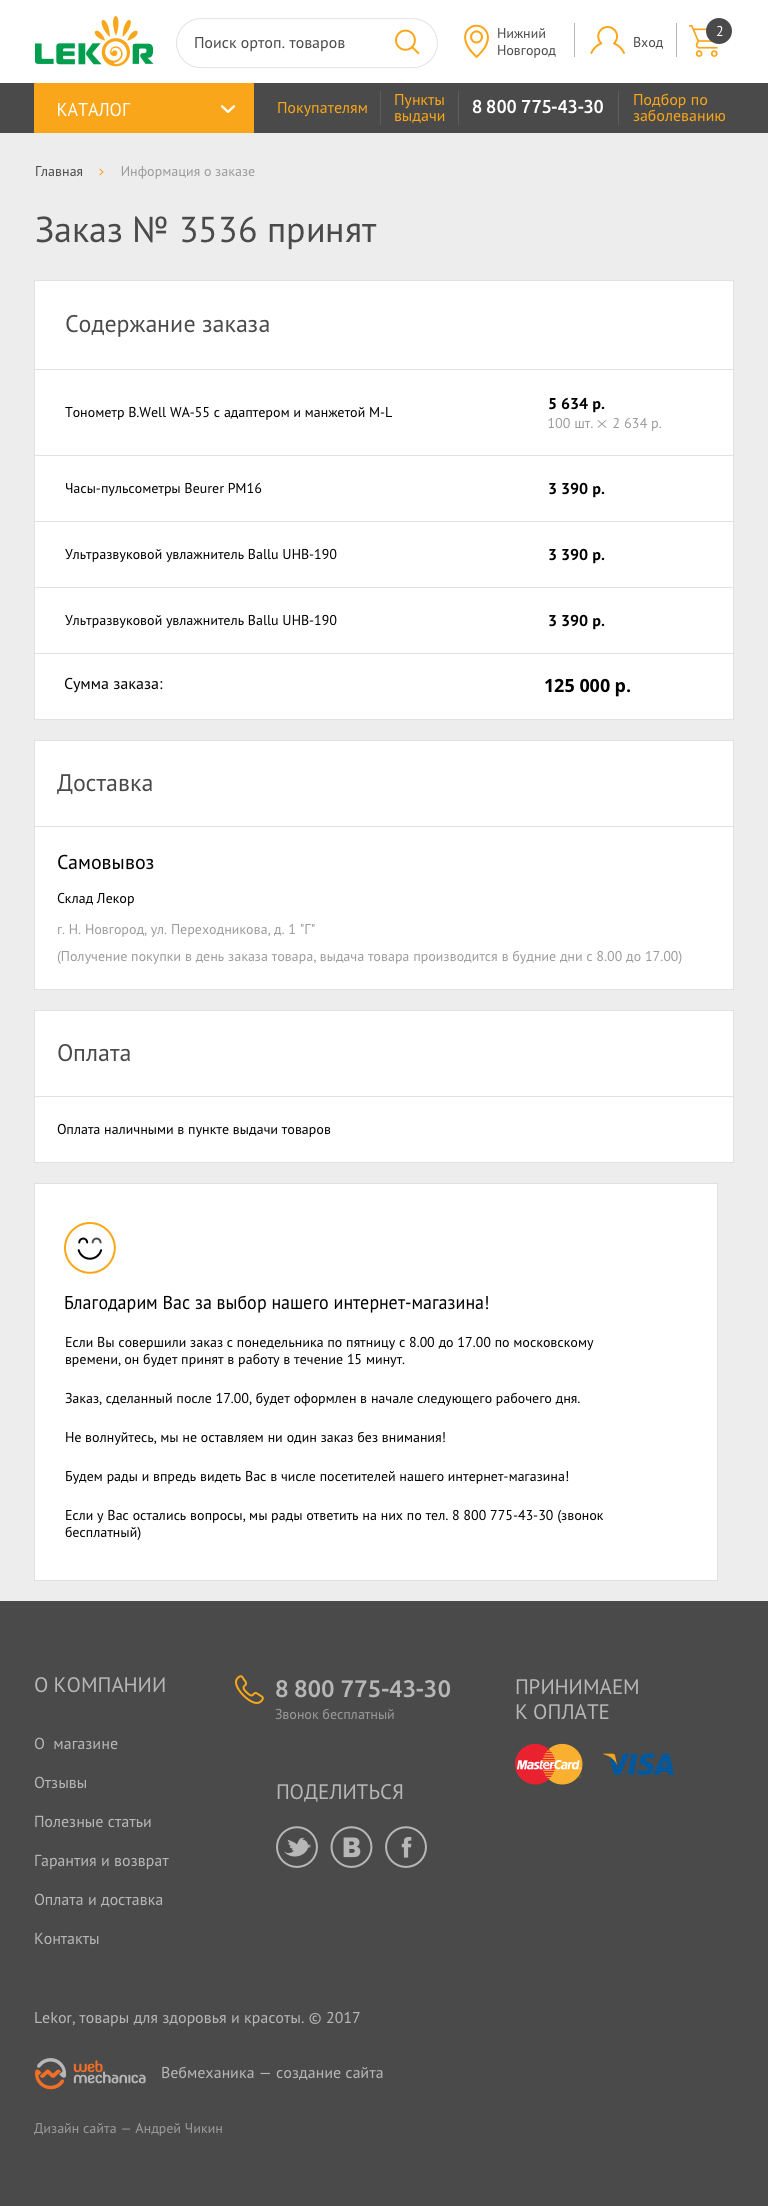 LEKOR
Поиск ортоп. товаров
Нижний
Новгород
Вход
2
КАТАЛОГ
Покупателям
Пункты
выдачи
8 800 775-43-30
Подбор по
заболеванию
Главная
Информация о заказе
Заказ № 3536 принят
Содержание заказа
Тонометр B.Well WA-55 с адаптером и манжетой M-L
5 634 р.
100 шт. × 2 634 р.
Часы-пульсометры Beurer PM16
3 390 р.
Ультразвуковой увлажнитель Ballu UHB-190
3 390 р.
Ультразвуковой увлажнитель Ballu UHB-190
3 390 р.
Сумма заказа:
125 000 р.
Доставка
Самовывоз
Склад Лекор
г. Н. Новгород, ул. Переходникова, д. 1 "Г"
(Получение покупки в день заказа товара, выдача товара производится в будние дни с 8.00 до 17.00)
Оплата
Оплата наличными в пункте выдачи товаров
Благодарим Вас за выбор нашего интернет-магазина!
Если Вы совершили заказ с понедельника по пятницу с 8.00 до 17.00 по московскому
времени, он будет принят в работу в течение 15 минут.
Заказ, сделанный после 17.00, будет оформлен в начале следующего рабочего дня.
Не волнуйтесь, мы не оставляем ни один заказ без внимания!
Будем рады и впредь видеть Вас в числе посетителей нашего интернет-магазина!
Если у Вас остались вопросы, мы рады ответить на них по тел. 8 800 775-43-30 (звонок
бесплатный)
О КОМПАНИИ
О магазине
Отзывы
Полезные статьи
Гарантия и возврат
Оплата и доставка
Контакты
8 800 775-43-30
Звонок бесплатный
ПОДЕЛИТЬСЯ
В
f
ПРИНИМАЕМ
К ОПЛАТЕ
MasterCard
VISA
Lekor, товары для здоровья и красоты. © 2017
web
mechanica
Вебмеханика — создание сайта
Дизайн сайта — Андрей Чикин